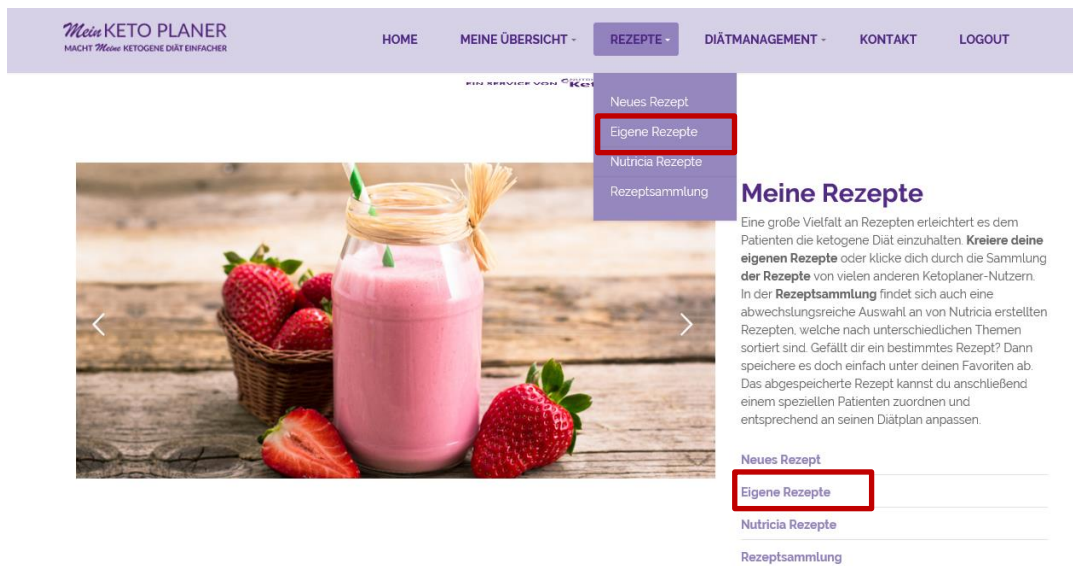 Mein KETO PLANER
MACHT Meine KETOGENE DIÄT EINFACHER
HOME
MEINE ÜBERSICHT -
REZEPTE -
DIÄTMANAGEMENT -
KONTAKT
LOGOUT
EIN SERVICE VON
Neues Rezept
Eigene Rezepte
Nutricia Rezepte
Rezeptsammlung
Meine Rezepte
Eine große Vielfalt an Rezepten erleichtert es dem
Patienten die ketogene Diät einzuhalten. Kreiere deine
eigenen Rezepte oder klicke dich durch die Sammlung
der Rezepte von vielen anderen Ketoplaner-Nutzern.
In der Rezeptsammlung findet sich auch eine
abwechslungsreiche Auswahl an von Nutricia erstellten
Rezepten, welche nach unterschiedlichen Themen
sortiert sind. Gefällt dir ein bestimmtes Rezept? Dann
speichere es doch einfach unter deinen Favoriten ab.
Das abgespeicherte Rezept kannst du anschließend
einem speziellen Patienten zuordnen und
entsprechend an seinen Diätplan anpassen.
Neues Rezept
Eigene Rezepte
Nutricia Rezepte
Rezeptsammlung